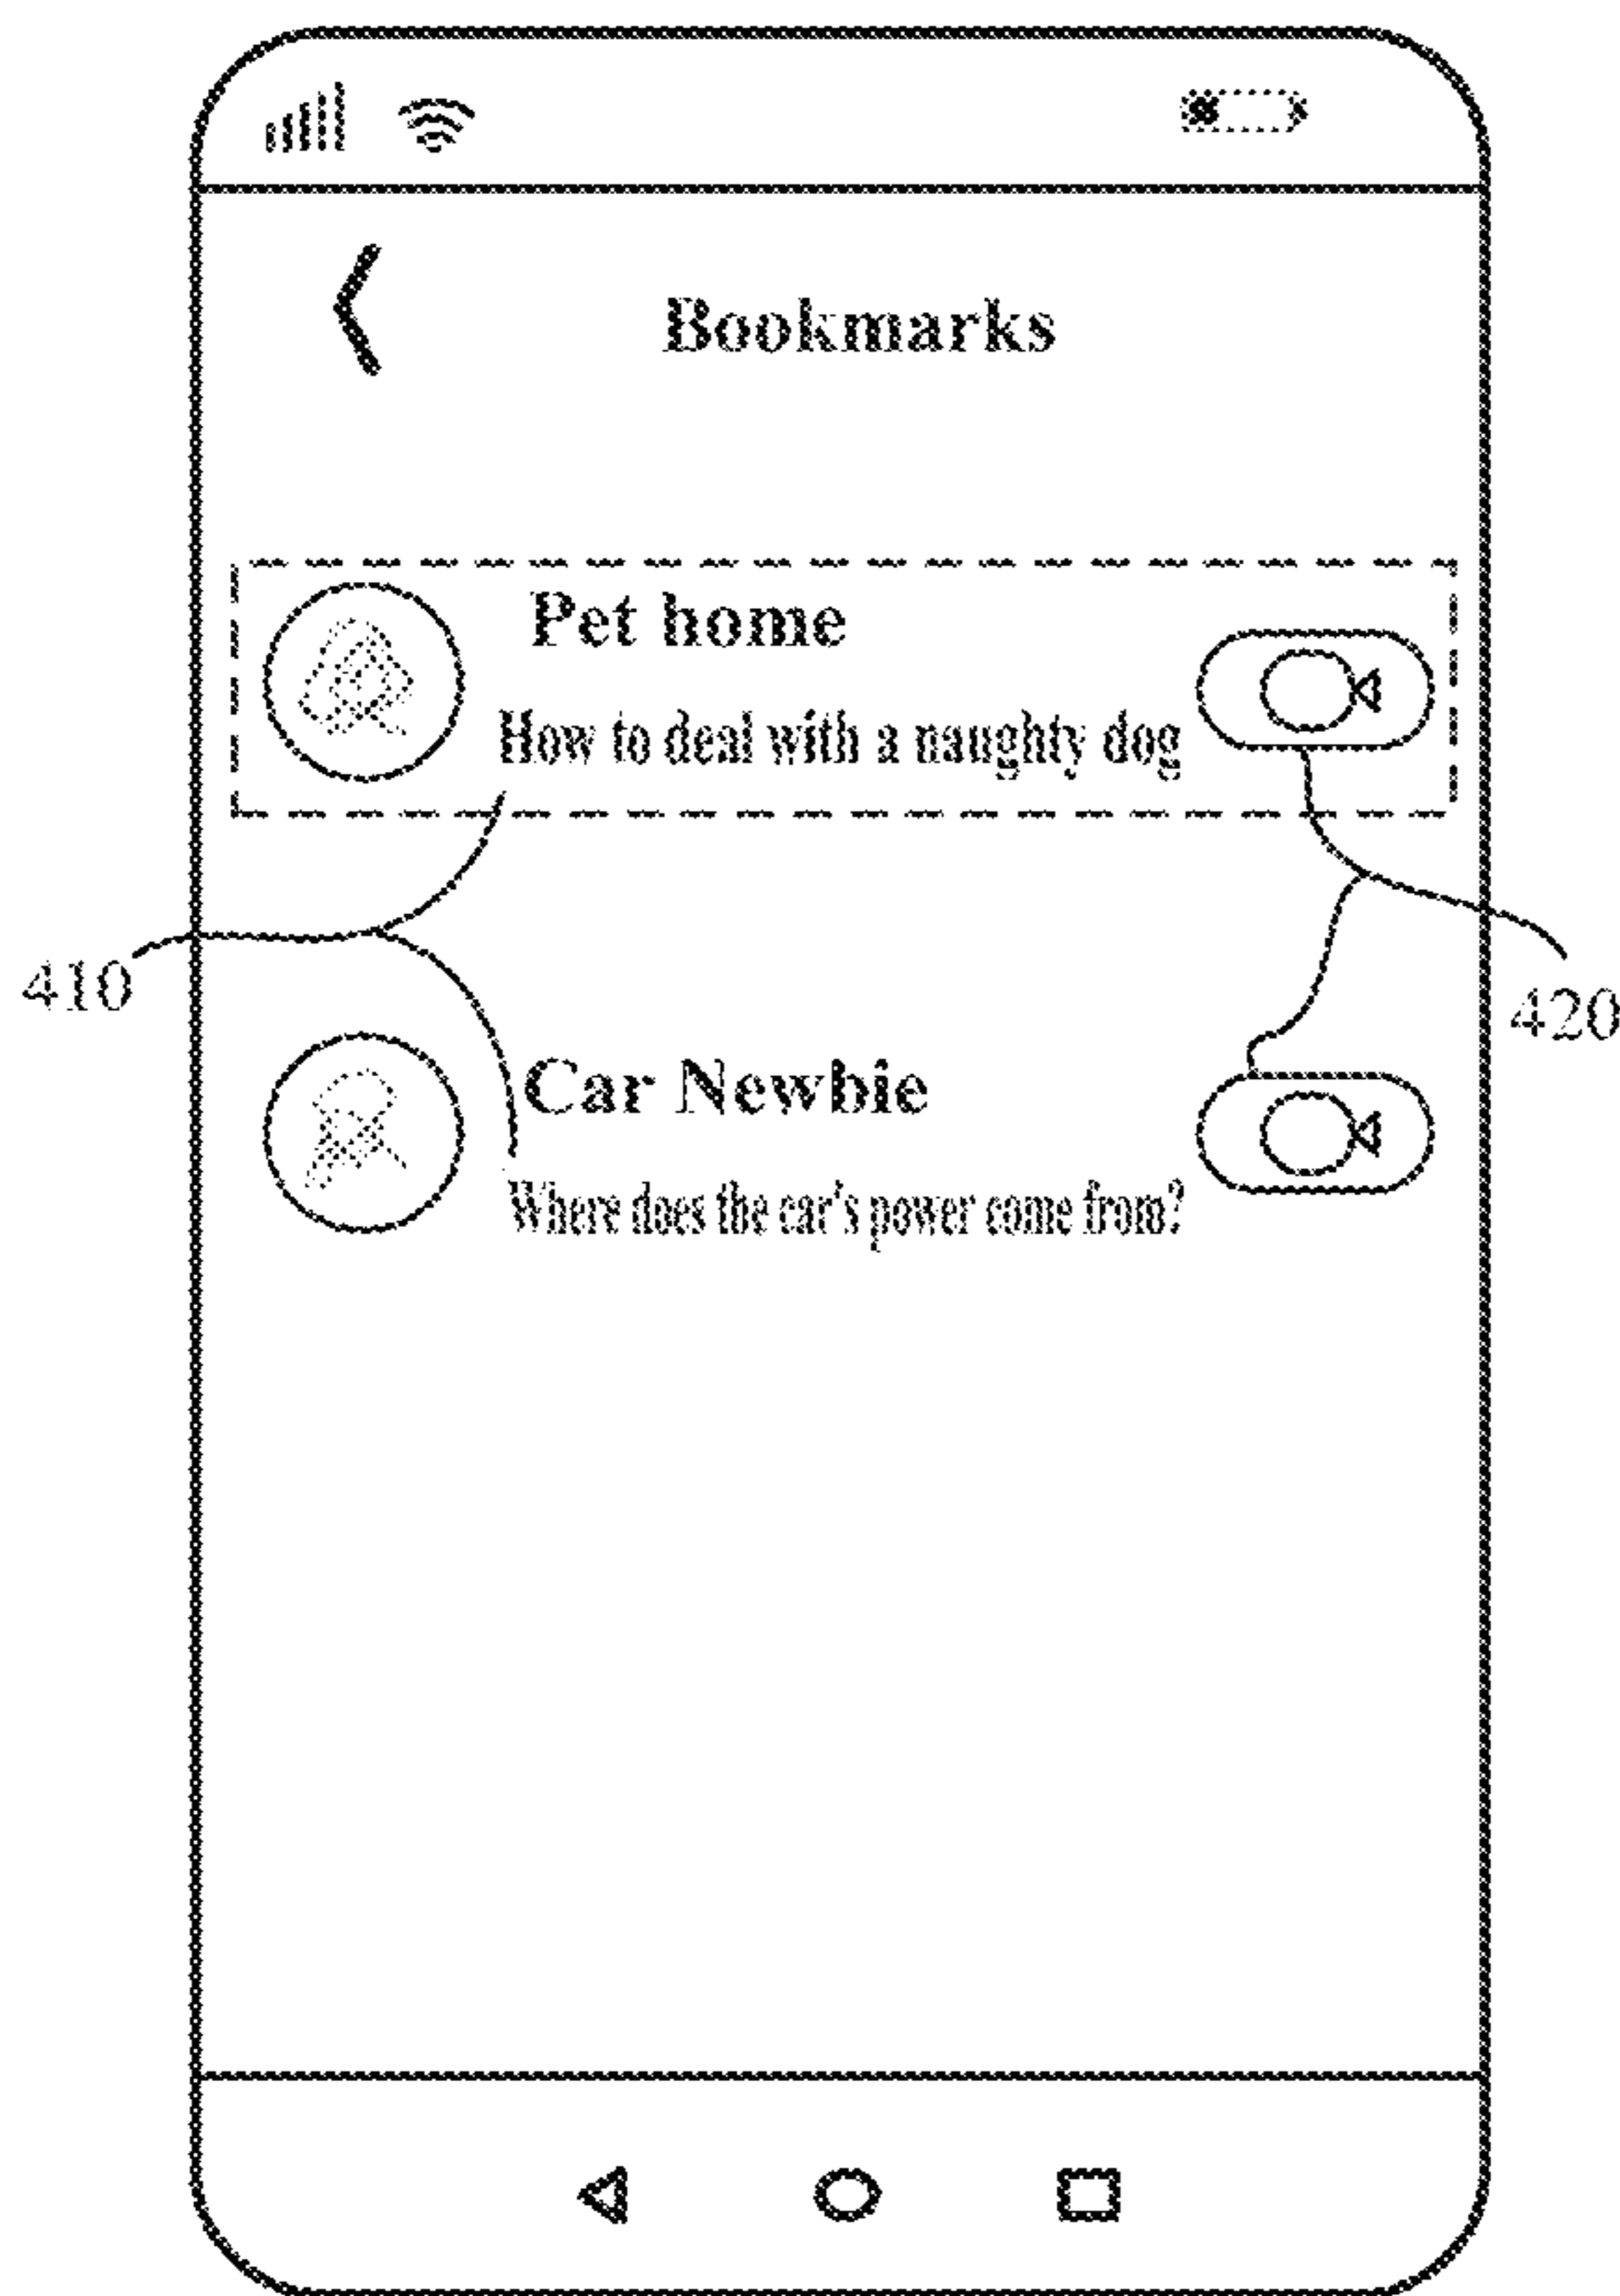 Bookmarks
Pet home
How to deal with a naughty dog
410
420
Car Newbie
Where does the car's power come from?